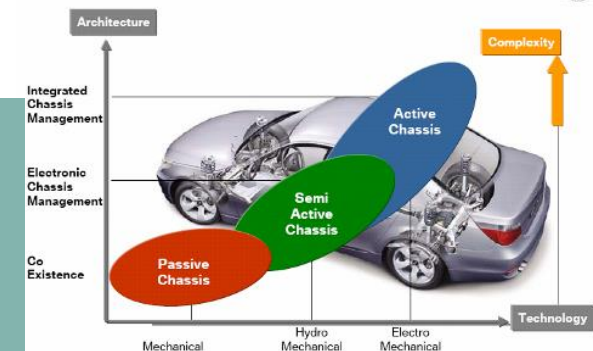 Architecture
Complexity
Integrated
Chassis
Management
Active
Chassis
Electronic
Chassis
Management
Semi
Active
Chassis
Co
Existence
Passive
Chassis
Technology
Mechanical
Hydro
Mechanical
Electro
Mechanical